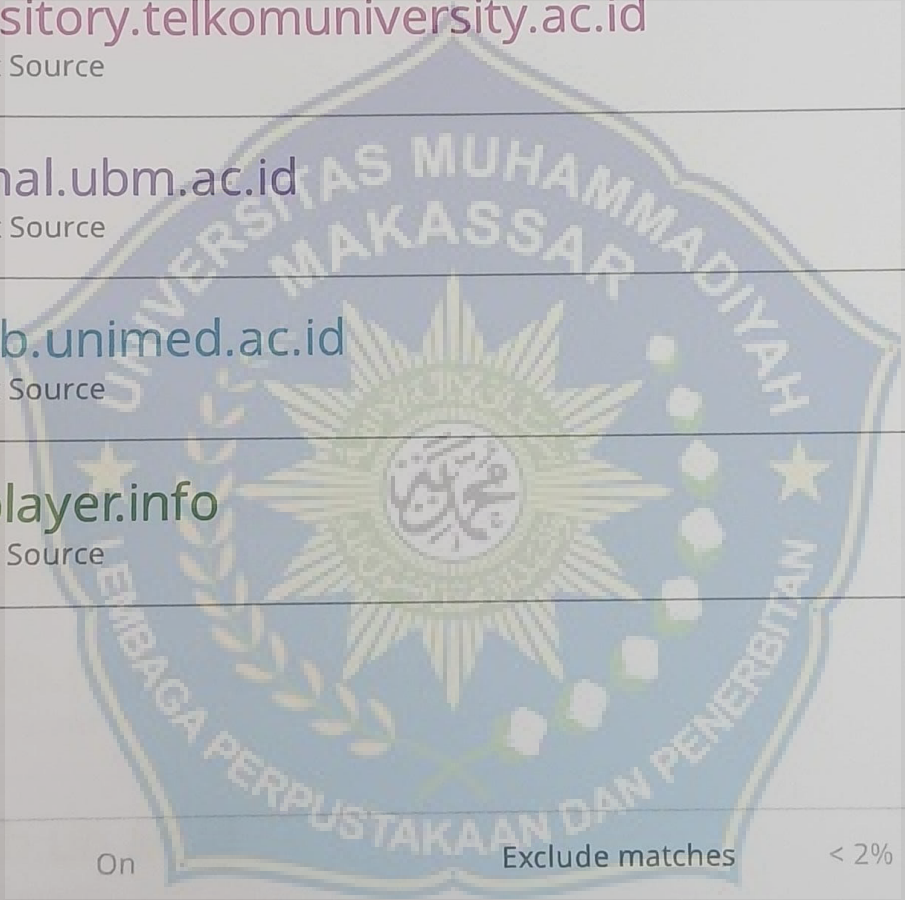 sitory.telkomuniversity.ac.id
Source
nal.ubm.ac.id
Source
b.unimed.ac.id
Source
layer.info
Source
UNIVERSITAS MUHAMMADIYAH
MAKASSAR
محمدية
LEMBAGA PERPUSTAKAAN DAN PENERBITAN
On
Exclude matches
< 2%